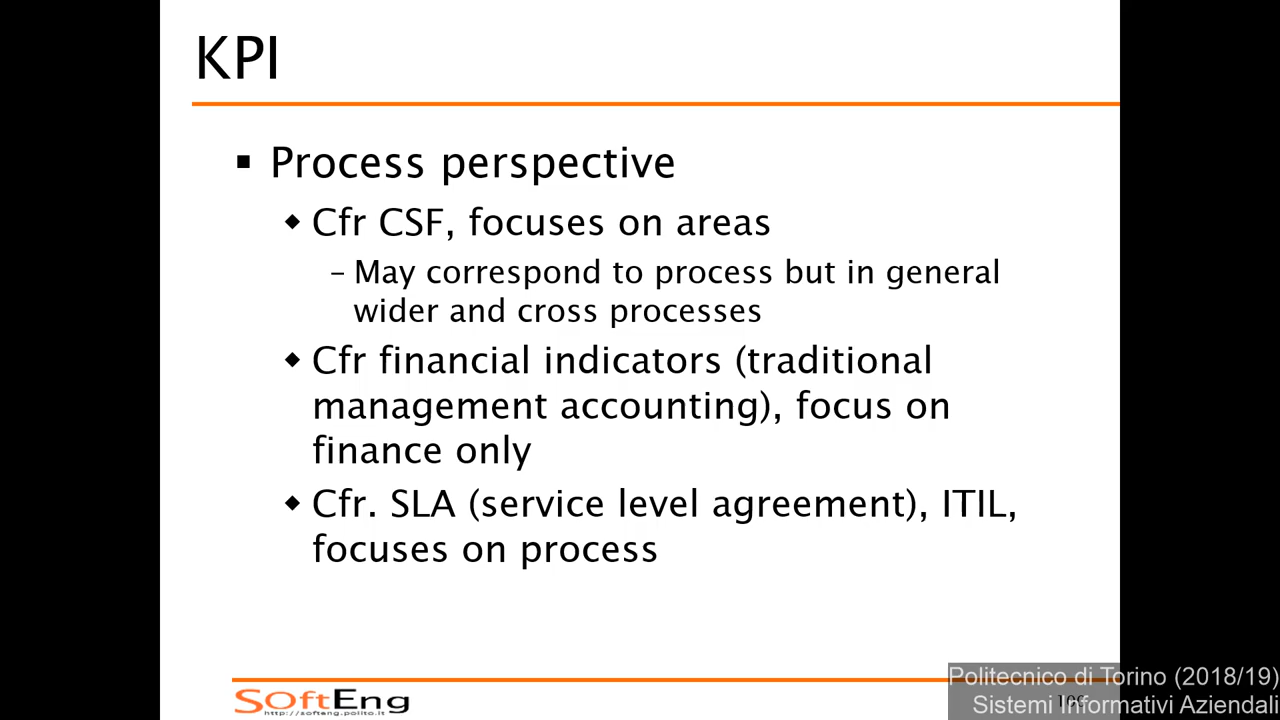 KPI
Process perspective
Cfr CSF, focuses on areas
– May correspond to process but in general
wider and cross processes
Cfr financial indicators (traditional
management accounting), focus on
finance only
Cfr. SLA (service level agreement), ITIL,
focuses on process
SoftEng
http://softeng.polito.it
Politecnico di Torino (2018/19)
Sistemi Informativi Aziendali